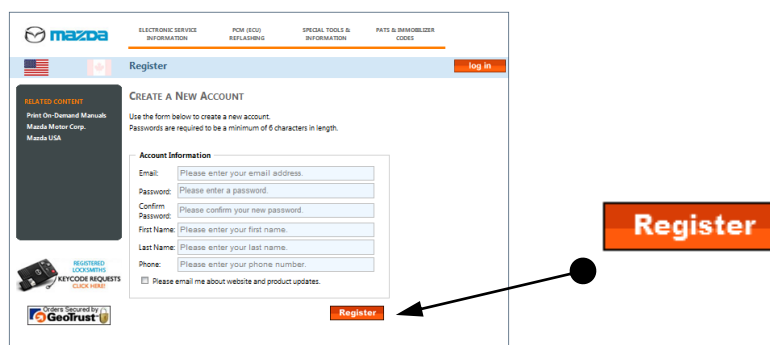 mazda
ELECTRONIC SERVICE INFORMATION
PCM (ECU) REFLASHING
SPECIAL TOOLS & INFORMATION
PATS & IMMOBILIZER CODES
Register
log in
RELATED CONTENT
Print On-Demand Manuals
Mazda Motor Corp.
Mazda USA
CREATE A NEW ACCOUNT
Use the form below to create a new account.
Passwords are required to be a minimum of 6 characters in length.
Account Information
Email: Please enter your email address.
Password: Please enter a password.
Confirm Password: Please confirm your new password.
First Name: Please enter your first name.
Last Name: Please enter your last name.
Phone: Please enter your phone number.
Please email me about website and product updates.
Register
REGISTERED
LOCKSMITHS
KEYCODE REQUESTS
CLICK HERE!
Orders Secured by
GeoTrust
Register